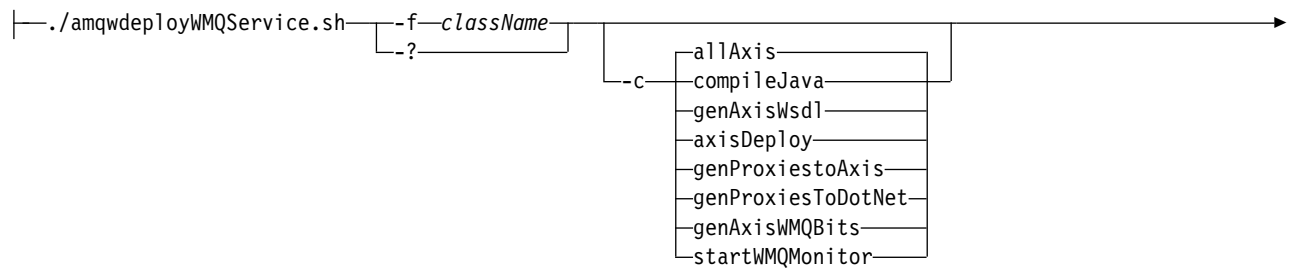 ./amqwdeployWMQService.sh -f className
-?
allAxis
-c compileJava
genAxisWsdl
axisDeploy
genProxiestoAxis
genProxiesToDotNet
genAxisWMQBits
startWMQMonitor